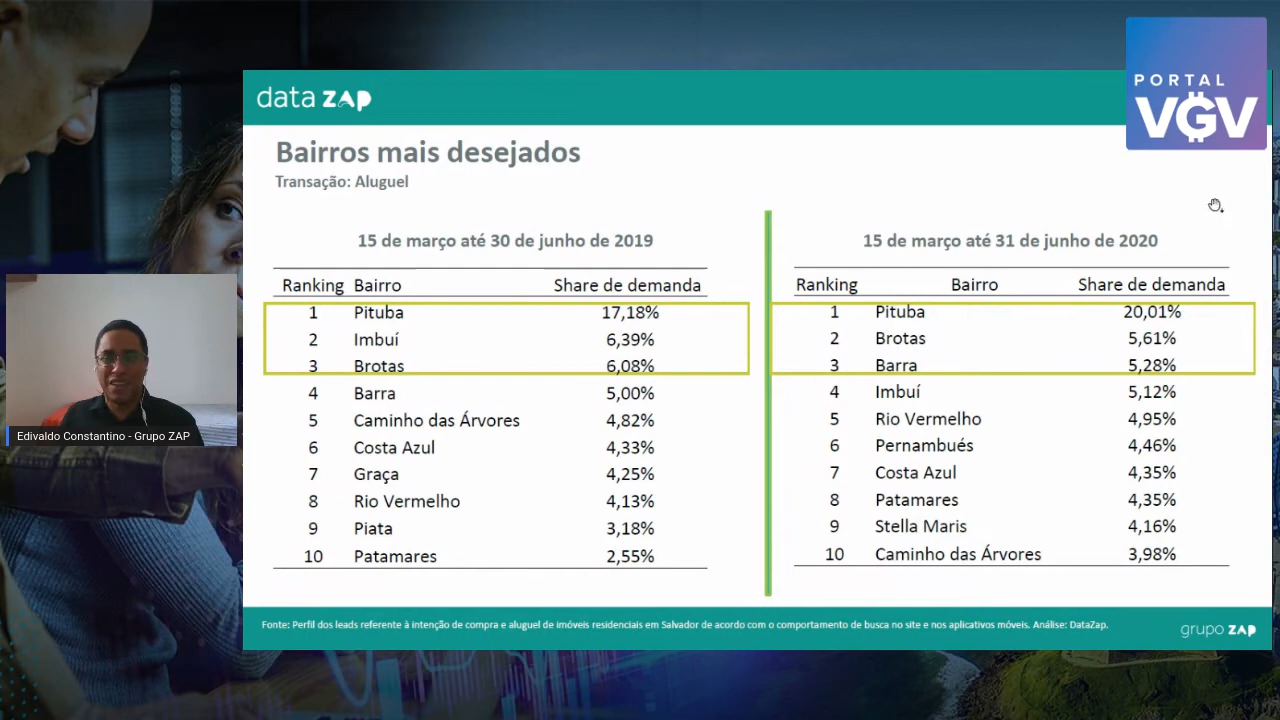 PORTAL
VGV
data ZAP
Bairros mais desejados
Transação: Aluguel
15 de março até 30 de junho de 2019
Ranking Bairro Share de demanda
1 Pituba 17,18%
2 Imbuí 6,39%
3 Brotas 6,08%
4 Barra 5,00%
5 Caminho das Árvores 4,82%
6 Costa Azul 4,33%
7 Graça 4,25%
8 Rio Vermelho 4,13%
9 Piata 3,18%
10 Patamares 2,55%
15 de março até 31 de junho de 2020
Ranking Bairro Share de demanda
1 Pituba 20,01%
2 Brotas 5,61%
3 Barra 5,28%
4 Imbuí 5,12%
5 Rio Vermelho 4,95%
6 Pernambués 4,46%
7 Costa Azul 4,35%
8 Patamares 4,35%
9 Stella Maris 4,16%
10 Caminho das Árvores 3,98%
Edivaldo Constantino - Grupo ZAP
Fonte: Perfil dos leads referente à intenção de compra e aluguel de imóveis residenciais em Salvador de acordo com o comportamento de busca no site e nos aplicativos móveis. Análise: DataZap.
grupo ZAP